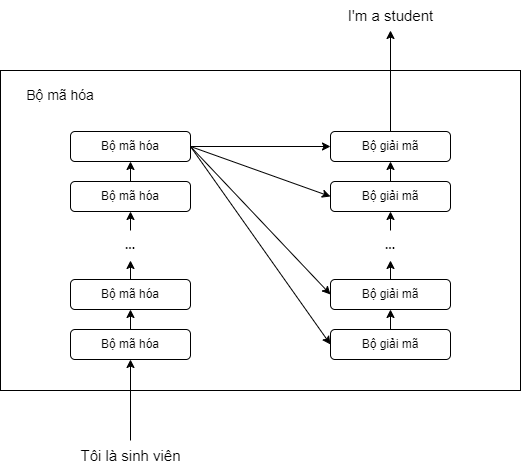 I'm a student
Bộ mã hóa
Bộ mã hóa
Bộ giải mã
Bộ mã hóa
Bộ giải mã
...
...
Bộ mã hóa
Bộ giải mã
Bộ mã hóa
Bộ giải mã
Tôi là sinh viên